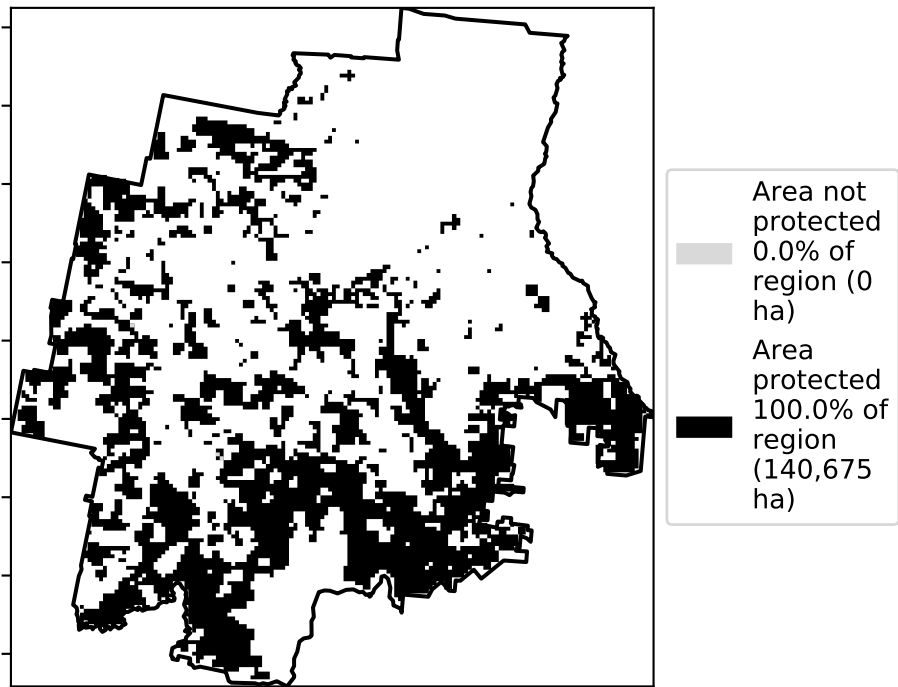 Area not
protected
0.0% of
region (0
ha)
Area
protected
100.0% of
region
(140,675
ha)